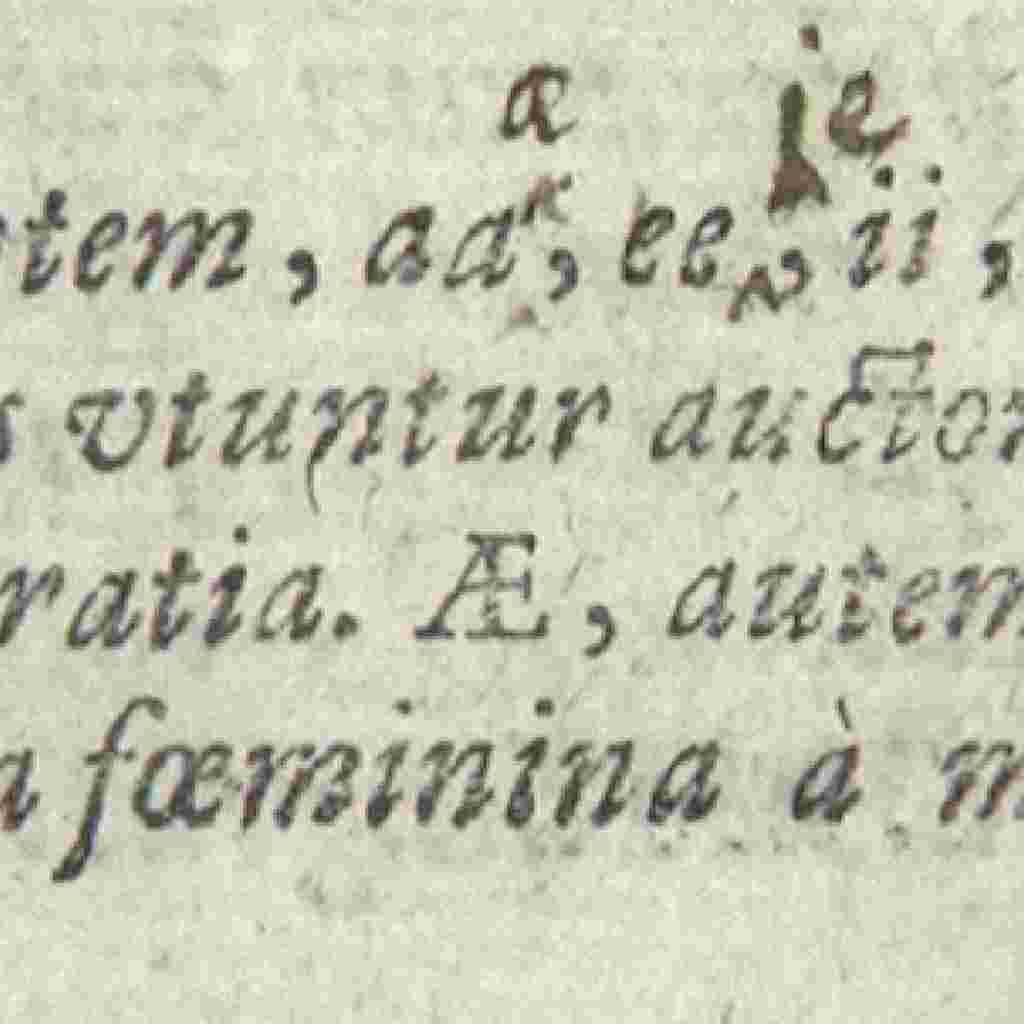 æ ie
tem, aa, ee, ii,
s vtuntur auctor
ratia. Æ, autem
a fœminina à m